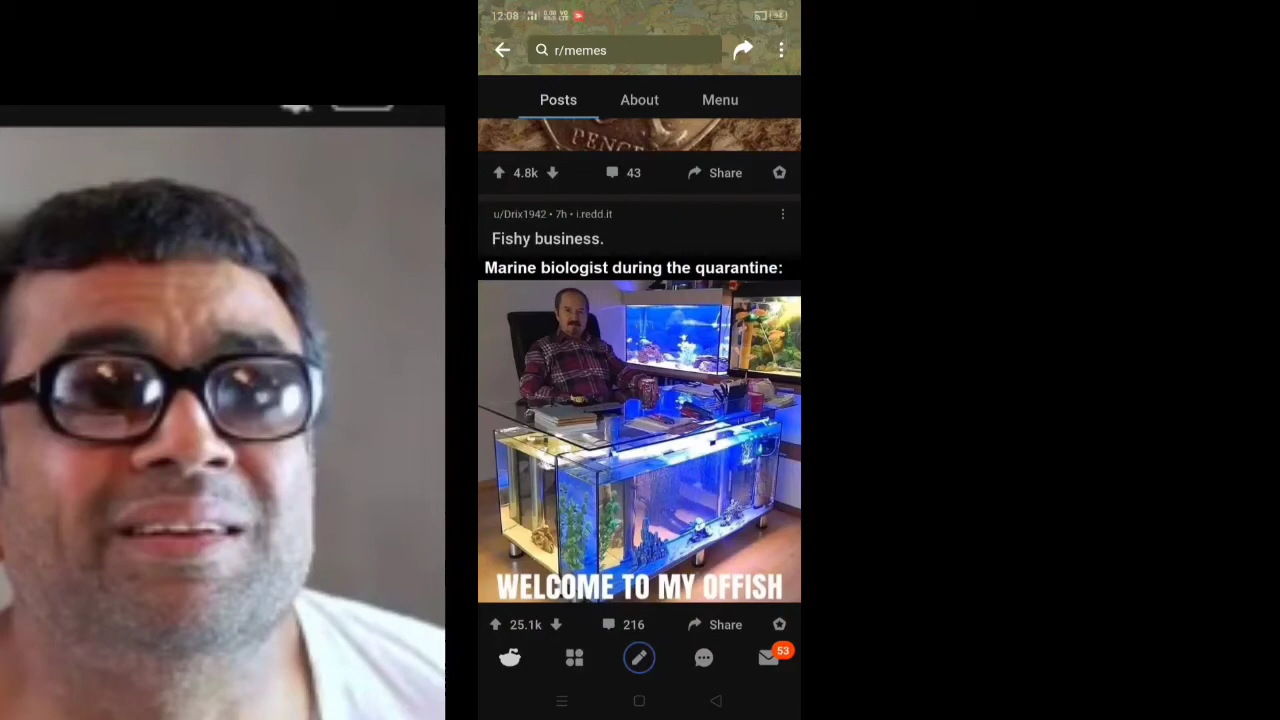 12:08
r/memes
Posts About Menu
PENCE
4.8k 43 Share
u/Drix1942 • 7h • i.redd.it
Fishy business.
Marine biologist during the quarantine:
WELCOME TO MY OFFISH
25.1k 216 Share
53